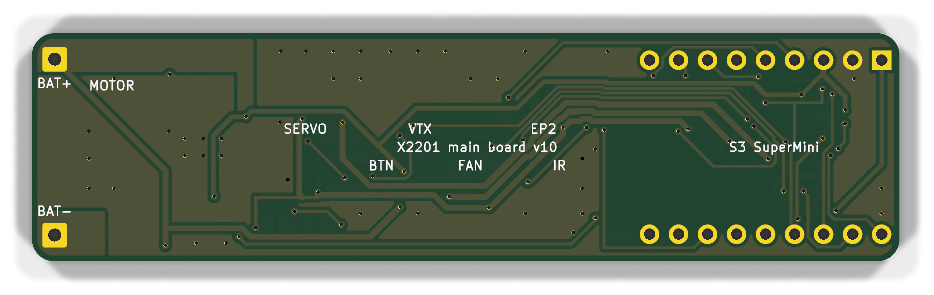 BAT+
MOTOR
SERVO
VTX
EP2
X2201 main board v10
S3 SuperMini
BTN
FAN
IR
BAT-